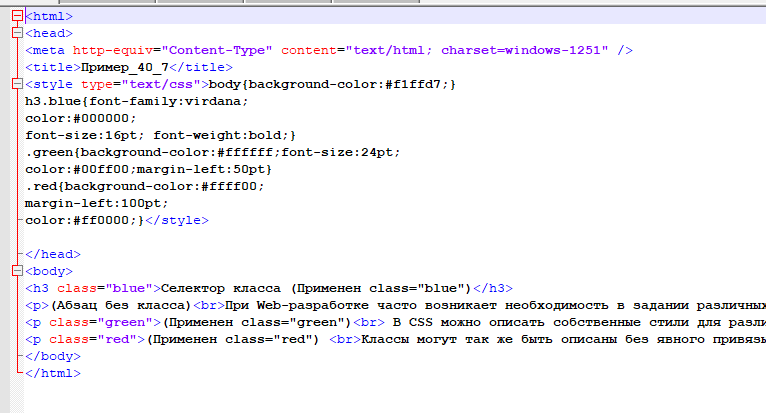 <html>
<head>
<meta http-equiv="Content-Type" content="text/html; charset=windows-1251" />
<title>Пример_40_7</title>
<style type="text/css">body{background-color:#f1ffd7;}
h3.blue{font-family:virdana;
color:#000000;
font-size:16pt; font-weight:bold;}
.green{background-color:#ffffff;font-size:24pt;
color:#00ff00;margin-left:50pt}
.red{background-color:#ffff00;
margin-left:100pt;
color:#ff0000;}</style>
</head>
<body>
<h3 class="blue">Селектор класса (Применен class="blue")</h3>
<p>(Абзац без класса)<br>При Web-разработке часто возникает необходимость в задании различных
<p class="green">(Применен class="green")<br> В CSS можно описать собственные стили для
<p class="red">(Применен class="red") <br>Классы могут так же быть описаны без явного
</body>
</html>